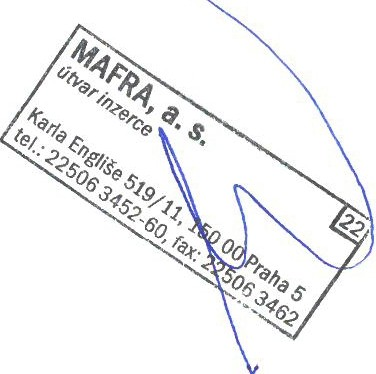 MAFRA, a. s.
útvar inzerce
Karla Engliše 519/11, 150 00 Praha 5
tel.: 22506 3452-60, fax: 22506 3462
22